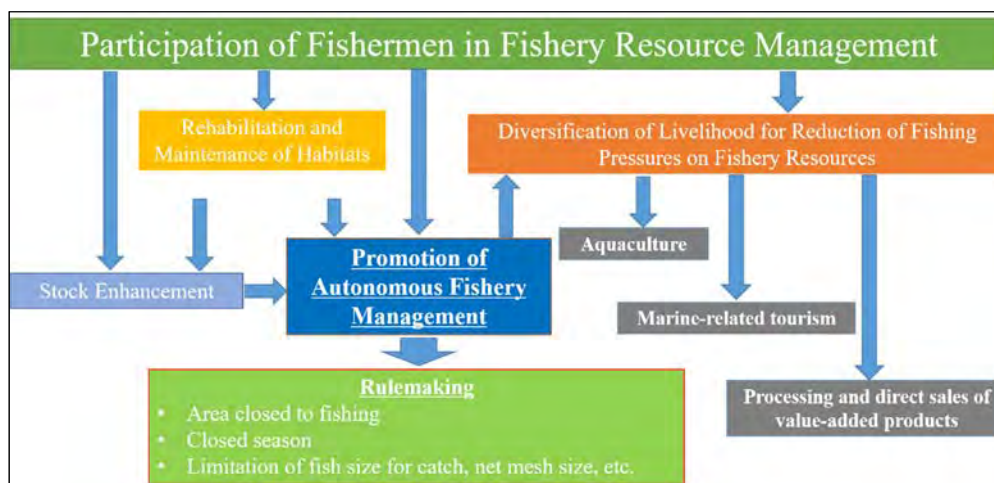 Participation of Fishermen in Fishery Resource Management
Rehabilitation and
Maintenance of Habitats
Diversification of Livelihood for Reduction of Fishing
Pressures on Fishery Resources
Stock Enhancement
Promotion of
Autonomous Fishery
Management
Aquaculture
Marine-related tourism
Processing and direct sales of
value-added products
Rulemaking
• Area closed to fishing
• Closed season
• Limitation of fish size for catch, net mesh size, etc.